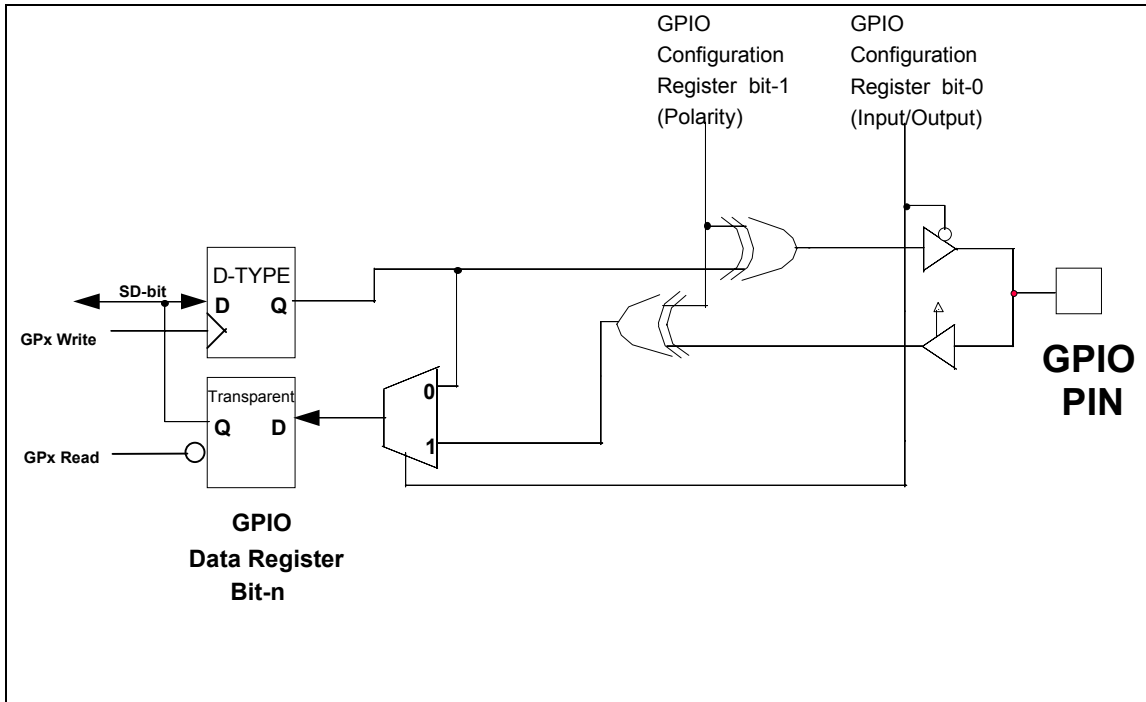 GPIO
Configuration
Register bit-1
(Polarity)
GPIO
Configuration
Register bit-0
(Input/Output)
D-TYPE
D Q
SD-bit
GPx Write
Transparent
Q D
GPx Read
0
1
GPIO
Data Register
Bit-n
GPIO
PIN